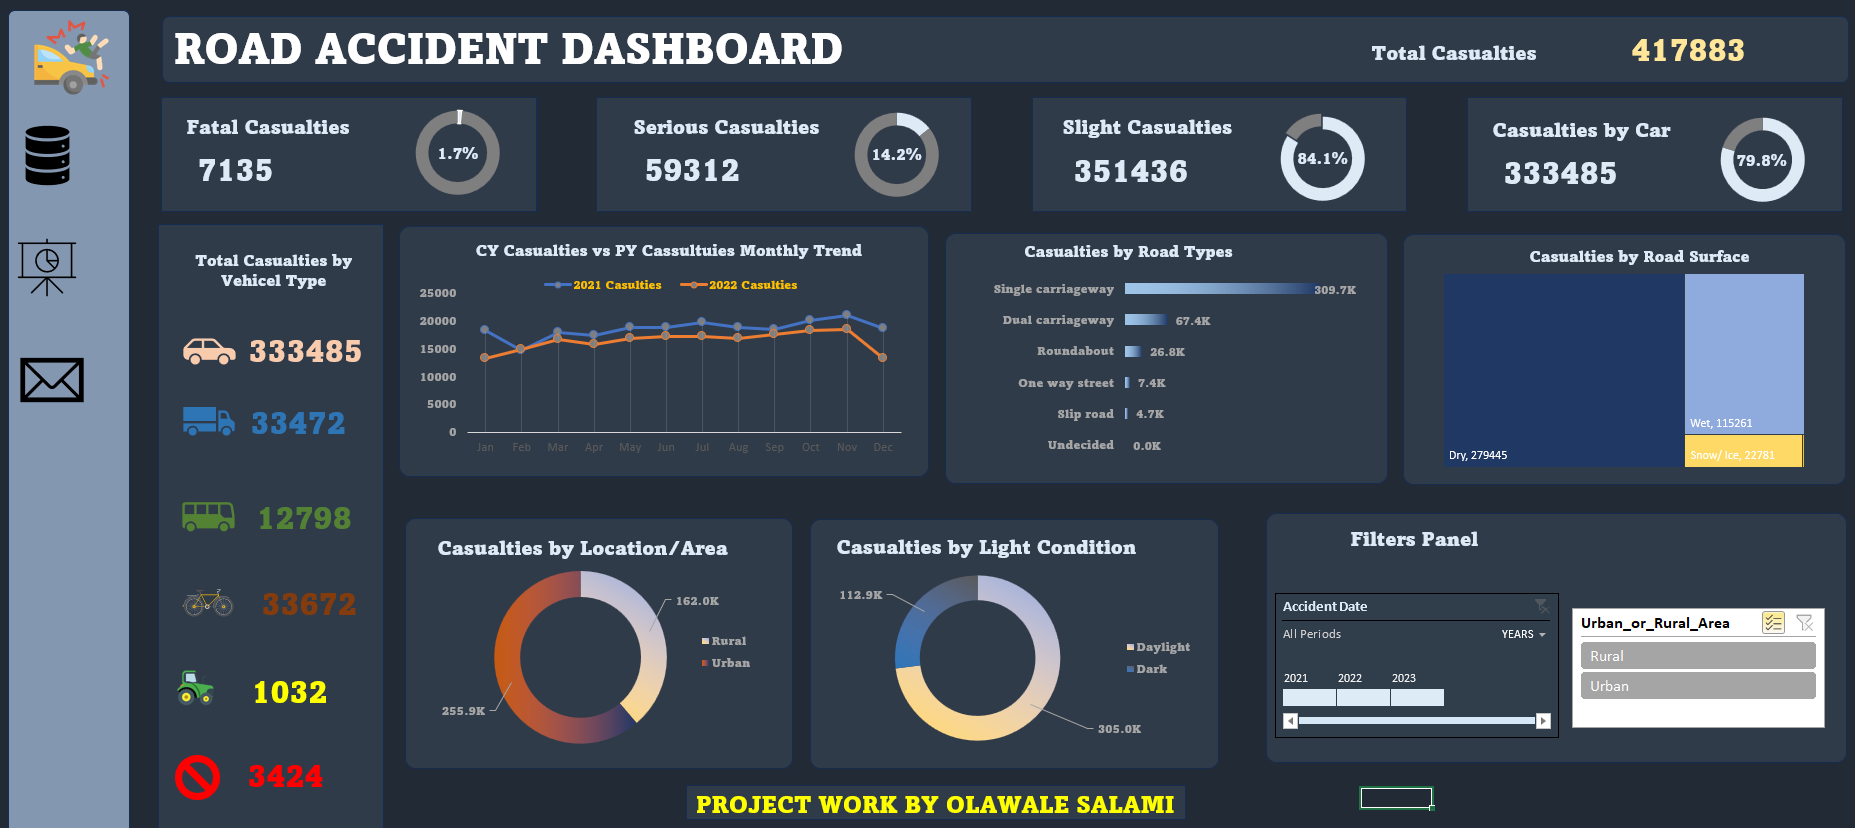 ROAD ACCIDENT DASHBOARD
Total Casualties
417883
Fatal Casualties
7135
1.7%
Serious Casualties
59312
14.2%
Slight Casualties
351436
84.1%
Casualties by Car
333485
79.8%
Total Casualties by
Vehicel Type
333485
33472
12798
33672
1032
3424
CY Casualties vs PY Cassultuies Monthly Trend
2021 Casulties
2022 Casulties
25000
20000
15000
10000
5000
0
Jan Feb Mar Apr May Jun Jul Aug Sep Oct Nov Dec
Casualties by Road Types
Single carriageway 309.7K
Dual carriageway 67.4K
Roundabout 26.8K
One way street 7.4K
Slip road 4.7K
Undecided 0.0K
Casualties by Road Surface
Wet, 115261
Dry, 279445
Snow/ Ice, 22781
Casualties by Location/Area
162.0K
Rural
Urban
255.9K
Casualties by Light Condition
112.9K
Daylight
Dark
305.0K
Filters Panel
Accident Date
All Periods
YEARS
2021 2022 2023
Urban_or_Rural_Area
Rural
Urban
PROJECT WORK BY OLAWALE SALAMI